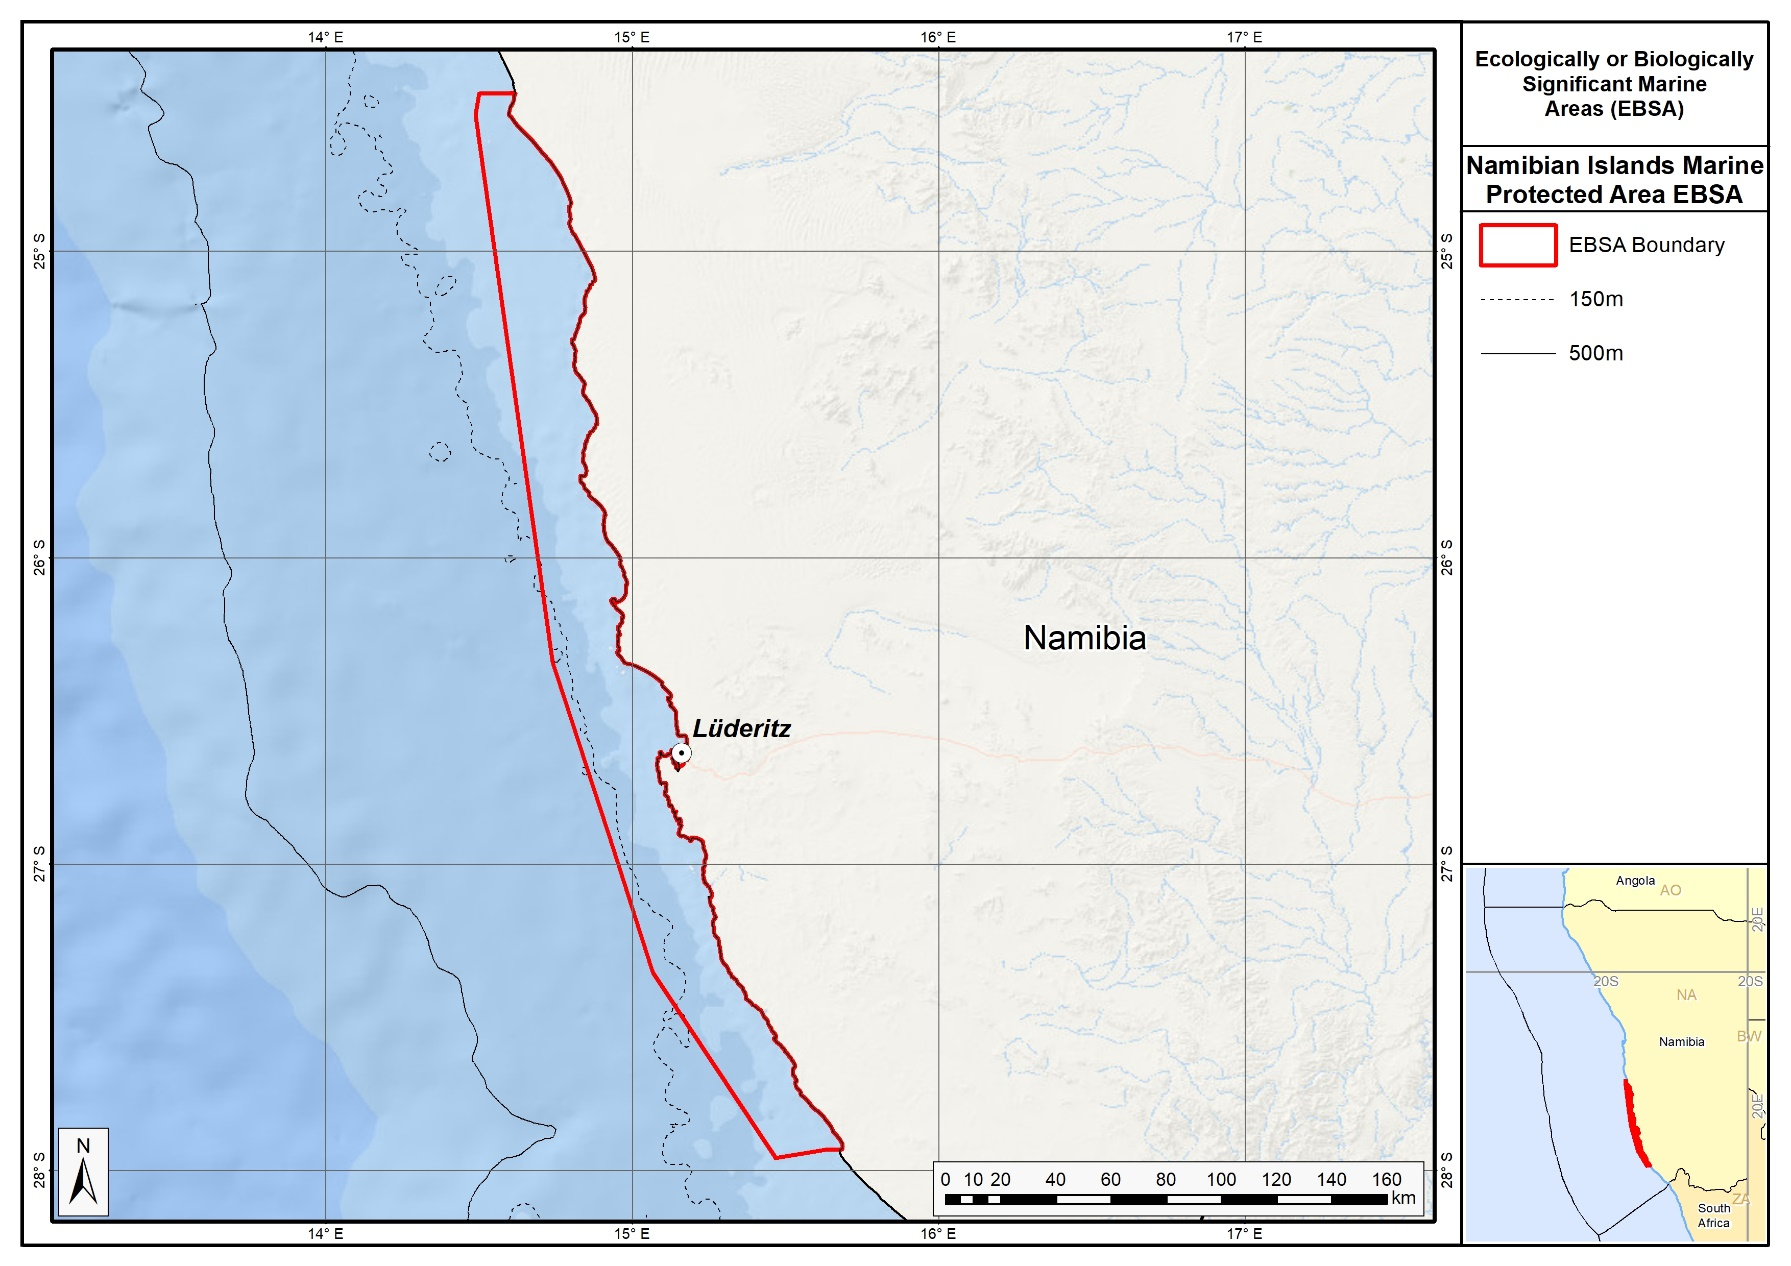 14° E
15° E
16° E
17° E
25° S
26° S
27° S
28° S
25° S
26° S
27° S
28° S
14° E
15° E
16° E
17° E
Namibia
Lüderitz
N
0 10 20 40 60 80 100 120 140 160
km
Ecologically or Biologically
Significant Marine
Areas (EBSA)
Namibian Islands Marine
Protected Area EBSA
EBSA Boundary
150m
500m
Angola
AO
20E
20S
20S
NA
BW
Namibia
20E
ZA
South
Africa